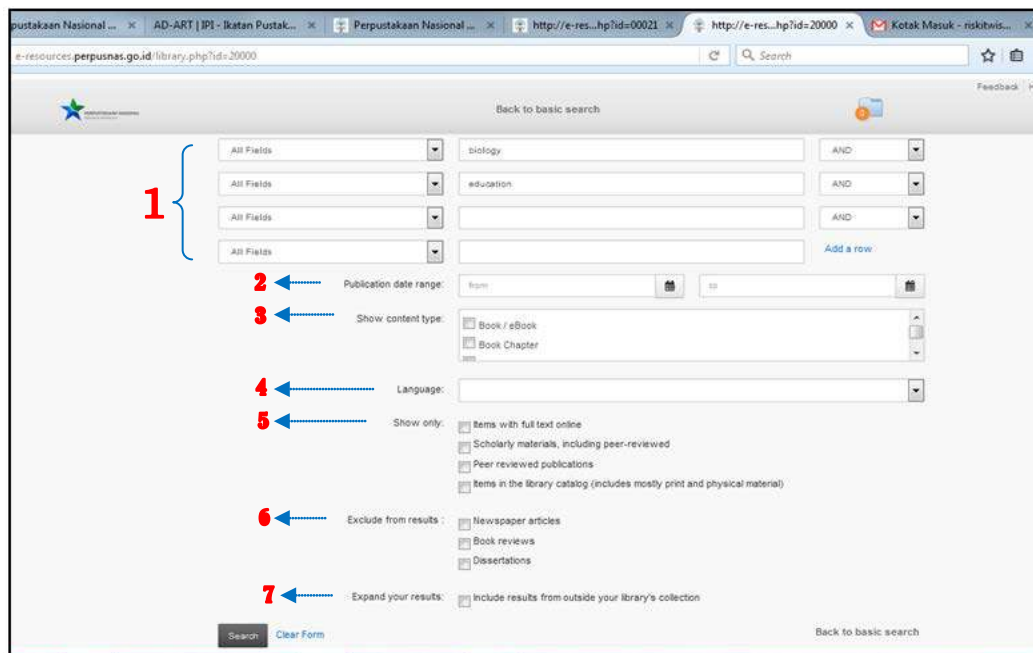 pustakaan Nasional ... × AD-ART | IPI - Ikatan Pustak... × Perpustakaan Nasional ... × http://e-res...hp?id=00021 × http://e-res...hp?id=20000 × Kotak Masuk - riskitwis... ×
e-resources.perpusnas.go.id/library.php?id=20000 Search
Feedback
Back to basic search
All Fields biology AND
1
All Fields education AND
All Fields AND
All Fields Add a row
2 Publication date range: from to
3 Show content type: Book / eBook
Book Chapter
4 Language:
5 Show only: Items with full text online
Scholarly materials, including peer-reviewed
Peer reviewed publications
Items in the library catalog (includes mostly print and physical material)
6 Exclude from results : Newspaper articles
Book reviews
Dissertations
7 Expand your results: Include results from outside your library's collection
Search Clear Form Back to basic search